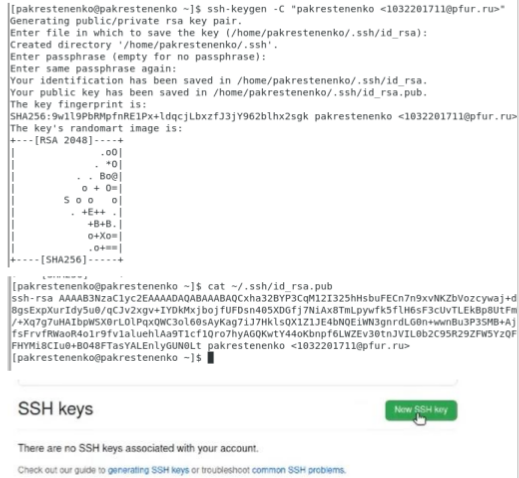 [pakrestenenko@pakrestenenko ~]$ ssh-keygen -C "pakrestenenko <1032201711@pfur.ru>"
Generating public/private rsa key pair.
Enter file in which to save the key (/home/pakrestenenko/.ssh/id_rsa):
Created directory '/home/pakrestenenko/.ssh'.
Enter passphrase (empty for no passphrase):
Enter same passphrase again:
Your identification has been saved in /home/pakrestenenko/.ssh/id_rsa.
Your public key has been saved in /home/pakrestenenko/.ssh/id_rsa.pub.
The key fingerprint is:
SHA256:9w1l9PbRMpfnRE1Px+ldqcjLbxzfJ3jY962blhx2sgk pakrestenenko <1032201711@pfur.ru>
The key's randomart image is:
+---[RSA 2048]----+
|              .oO|
|             . *O|
|          . . Bo@|
|           o + O=|
|        S o o   o|
|         . +E++ .|
|            +B+B.|
|            o+Xo=|
|            .o+==|
+----[SHA256]-----+
[pakrestenenko@pakrestenenko ~]$ cat ~/.ssh/id_rsa.pub
ssh-rsa AAAAB3NzaC1yc2EAAAADAQABAAABAQCxha32BYP3CqM12I325hHsbuFECn7n9xvNKZbVozcywaj+d
8gsExpXurIdy5u0/qCJv2xgv+IYDkMxjbojfUFDsn405XDGfj7NiAx8TmLpywfk5flH6sF3cUvTLEkBp8UtFm
/+Xq7g7uHAIbpWSX0rLOlPqxQWC3ol60sAyKag7iJ7HklsQX1Z1JE4bNQEiWN3gnrdLG0n+wwnBu3P3SMB+Aj
fsFrvfRWaoR4o1r9fv1aluehlAa9T1cf1Qro7hyAGQKwtY44oKbnpf6LWZEv30tnJVIL0b2C95R29ZFW5YzQF
FHYMi8CIu0+BO48FTasYALEnlyGUN0Lt pakrestenenko <1032201711@pfur.ru>
[pakrestenenko@pakrestenenko ~]$
SSH keys
New SSH key
There are no SSH keys associated with your account.
Check out our guide to generating SSH keys or troubleshoot common SSH problems.